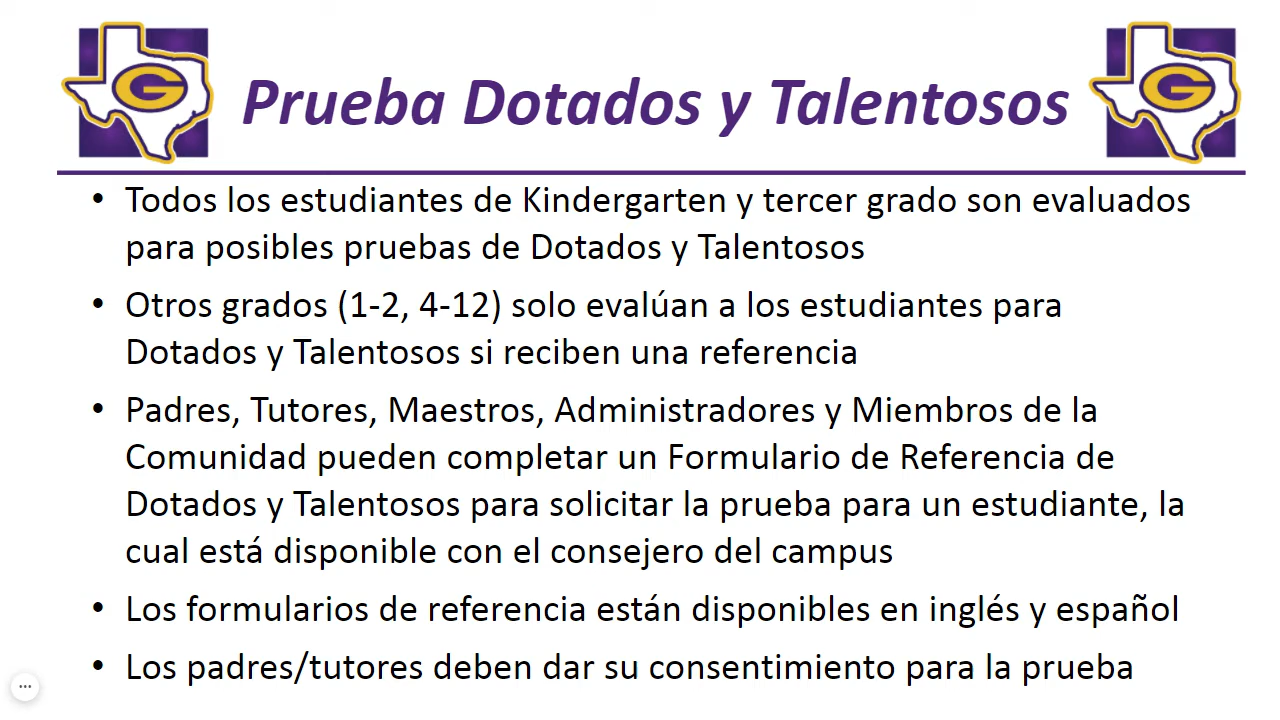 Prueba Dotados y Talentosos
G
G
• Todos los estudiantes de Kindergarten y tercer grado son evaluados
para posibles pruebas de Dotados y Talentosos
• Otros grados (1-2, 4-12) solo evalúan a los estudiantes para
Dotados y Talentosos si reciben una referencia
• Padres, Tutores, Maestros, Administradores y Miembros de la
Comunidad pueden completar un Formulario de Referencia de
Dotados y Talentosos para solicitar la prueba para un estudiante, la
cual está disponible con el consejero del campus
• Los formularios de referencia están disponibles en inglés y español
• Los padres/tutores deben dar su consentimiento para la prueba